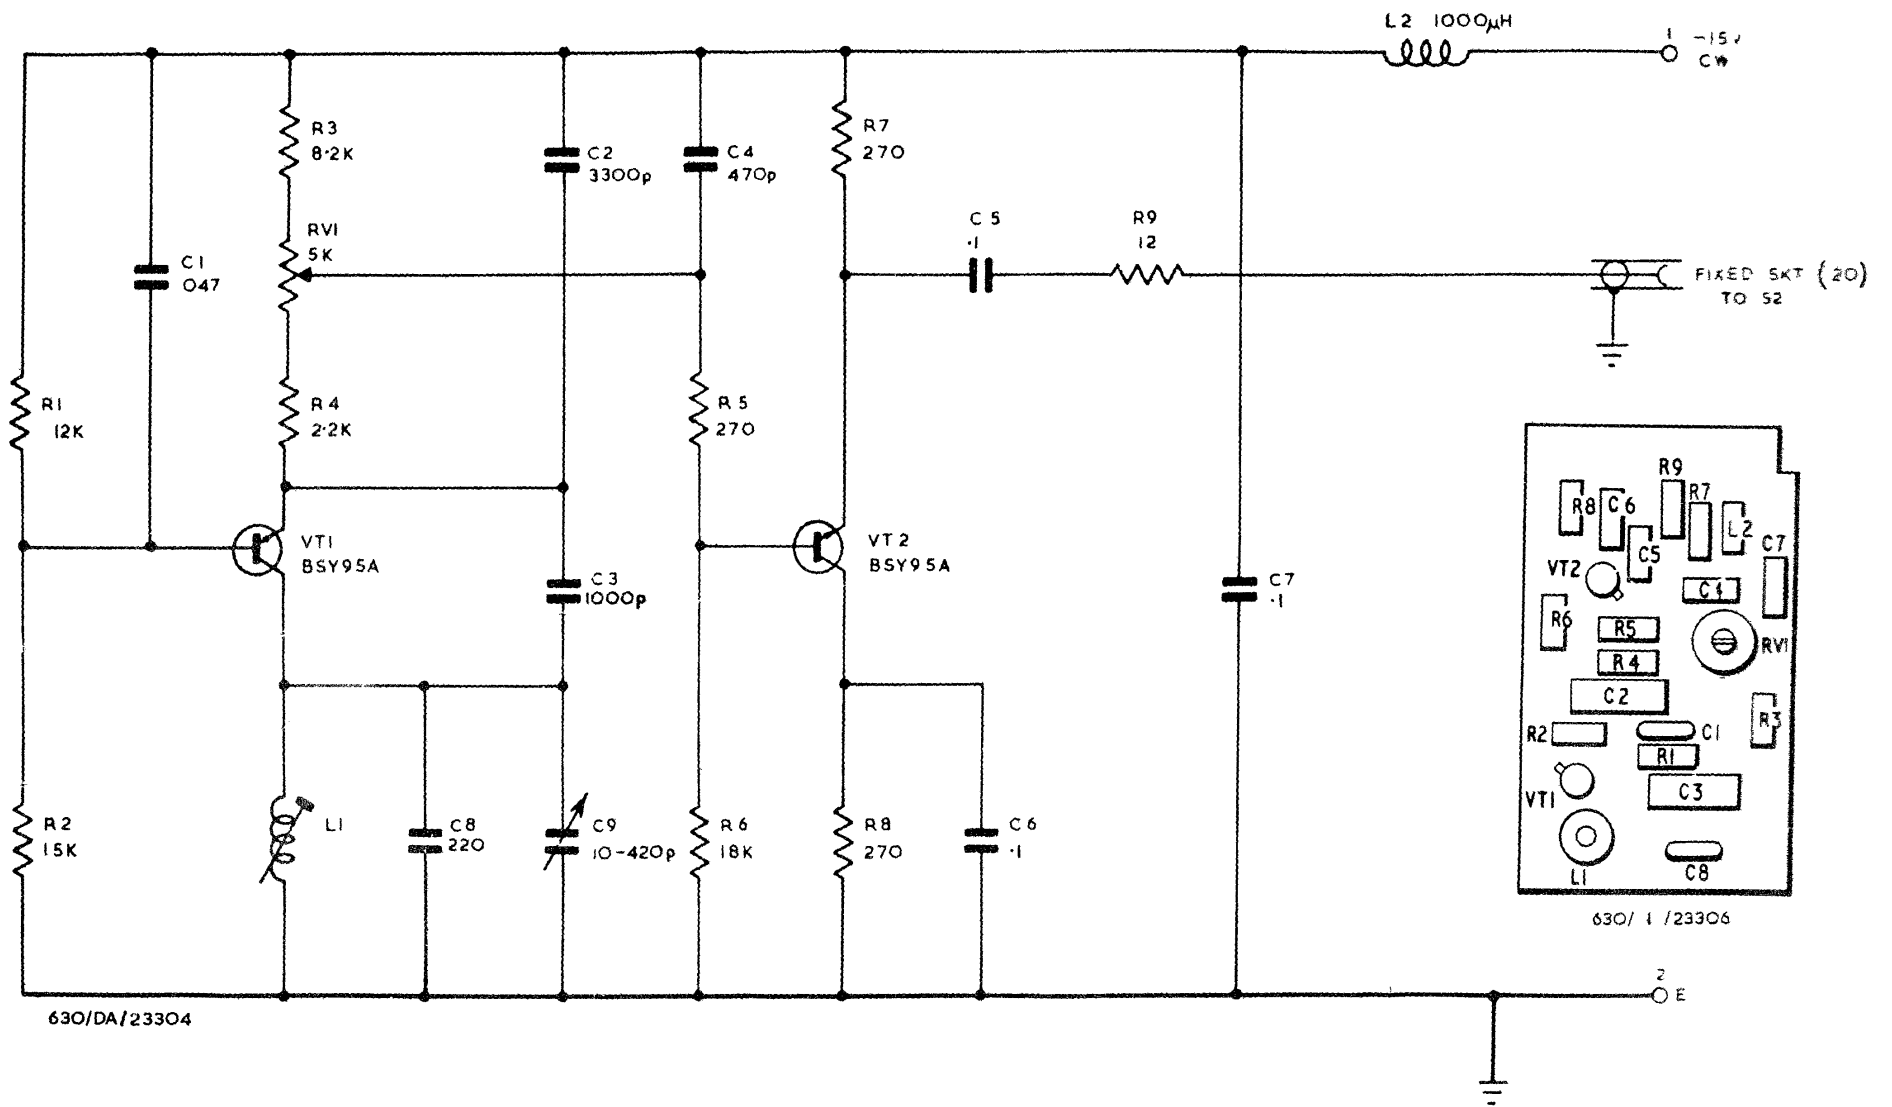 L2 1000µH
1 -15V
CW
R3
8·2K
C2
3300p
C4
470p
R7
270
RV1
5K
C5
·1
R9
12
C1
047
FIXED SKT (20)
TO S2
R1
12K
R4
2·2K
R5
270
VT1
BSY95A
VT2
BSY95A
C3
1000p
C7
·1
R2
15K
L1
C8
220
C9
10-420p
R6
18K
R8
270
C6
·1
2
E
630/DA/23304
R9
R8 C6 R7
L2
C5 C7
VT2
C4
R6
R5
RV1
R4
C2
R3
R2 C1
R1
VT1 C3
L1 C8
630/ 1 /23306